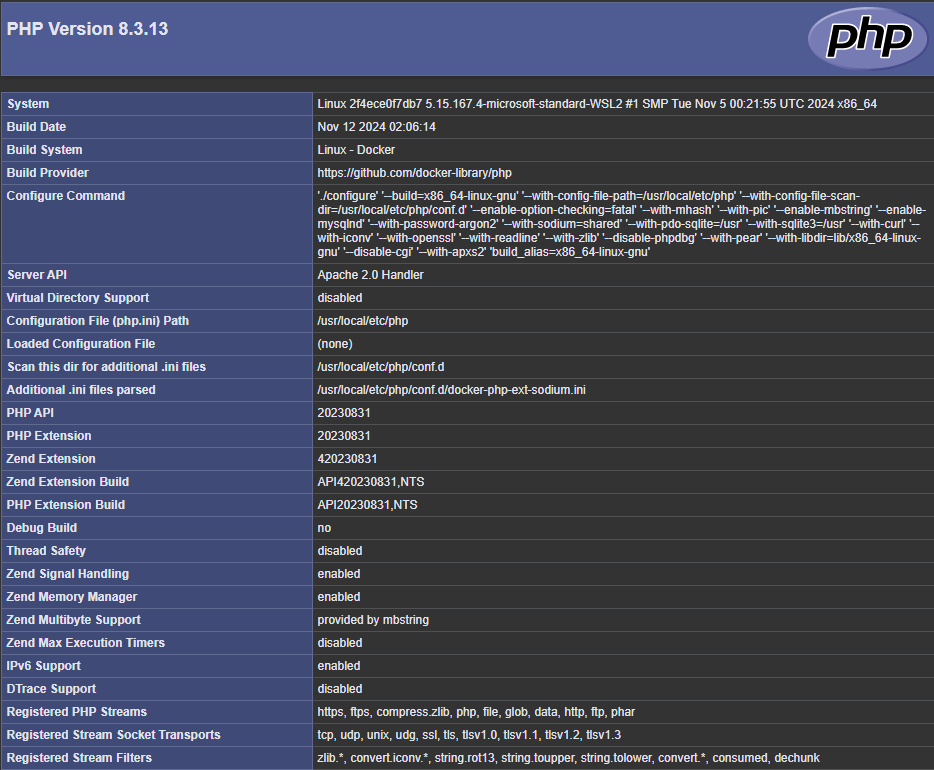 PHP Version 8.3.13
php
System Linux 2f4ece0f7db7 5.15.167.4-microsoft-standard-WSL2 #1 SMP Tue Nov 5 00:21:55 UTC 2024 x86_64
Build Date Nov 12 2024 02:06:14
Build System Linux - Docker
Build Provider https://github.com/docker-library/php
Configure Command './configure' '--build=x86_64-linux-gnu' '--with-config-file-path=/usr/local/etc/php' '--with-config-file-scan-
dir=/usr/local/etc/php/conf.d' '--enable-option-checking=fatal' '--with-mhash' '--with-pic' '--enable-mbstring' '--enable-
mysqlnd' '--with-password-argon2' '--with-sodium=shared' '--with-pdo-sqlite=/usr' '--with-sqlite3=/usr' '--with-curl' '--
with-iconv' '--with-openssl' '--with-readline' '--with-zlib' '--disable-phpdbg' '--with-pear' '--with-libdir=lib/x86_64-linux-
gnu' '--disable-cgi' '--with-apxs2' 'build_alias=x86_64-linux-gnu'
Server API Apache 2.0 Handler
Virtual Directory Support disabled
Configuration File (php.ini) Path /usr/local/etc/php
Loaded Configuration File (none)
Scan this dir for additional .ini files /usr/local/etc/php/conf.d
Additional .ini files parsed /usr/local/etc/php/conf.d/docker-php-ext-sodium.ini
PHP API 20230831
PHP Extension 20230831
Zend Extension 420230831
Zend Extension Build API420230831,NTS
PHP Extension Build API20230831,NTS
Debug Build no
Thread Safety disabled
Zend Signal Handling enabled
Zend Memory Manager enabled
Zend Multibyte Support provided by mbstring
Zend Max Execution Timers disabled
IPv6 Support enabled
DTrace Support disabled
Registered PHP Streams https, ftps, compress.zlib, php, file, glob, data, http, ftp, phar
Registered Stream Socket Transports tcp, udp, unix, udg, ssl, tls, tlsv1.0, tlsv1.1, tlsv1.2, tlsv1.3
Registered Stream Filters zlib.*, convert.iconv.*, string.rot13, string.toupper, string.tolower, convert.*, consumed, dechunk